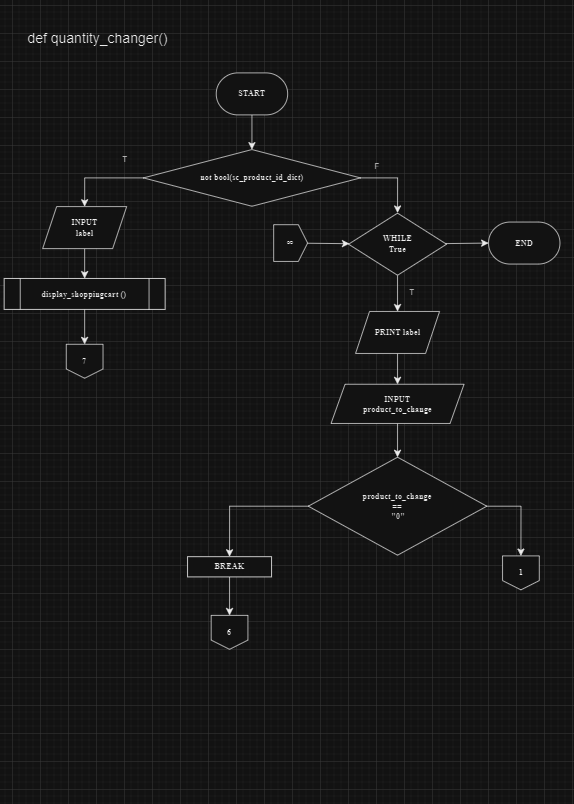 def quantity_changer()
START
T
F
not bool(sc_product_id_dict)
INPUT
label
WHILE
True
END
display_shoppingcart ()
T
PRINT label
7
INPUT
product_to_change
product_to_change
==
"0"
BREAK
1
6